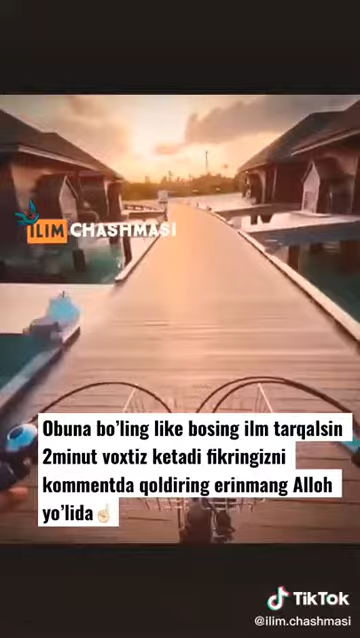 ILIM CHASHMASI
Obuna bo'ling like bosing ilm tarqalsin
2minut voxtiz ketadi fikringizni
kommentda qoldiring erinmang Alloh
yo'lida☝🏻
TikTok
@ilim.chashmasi